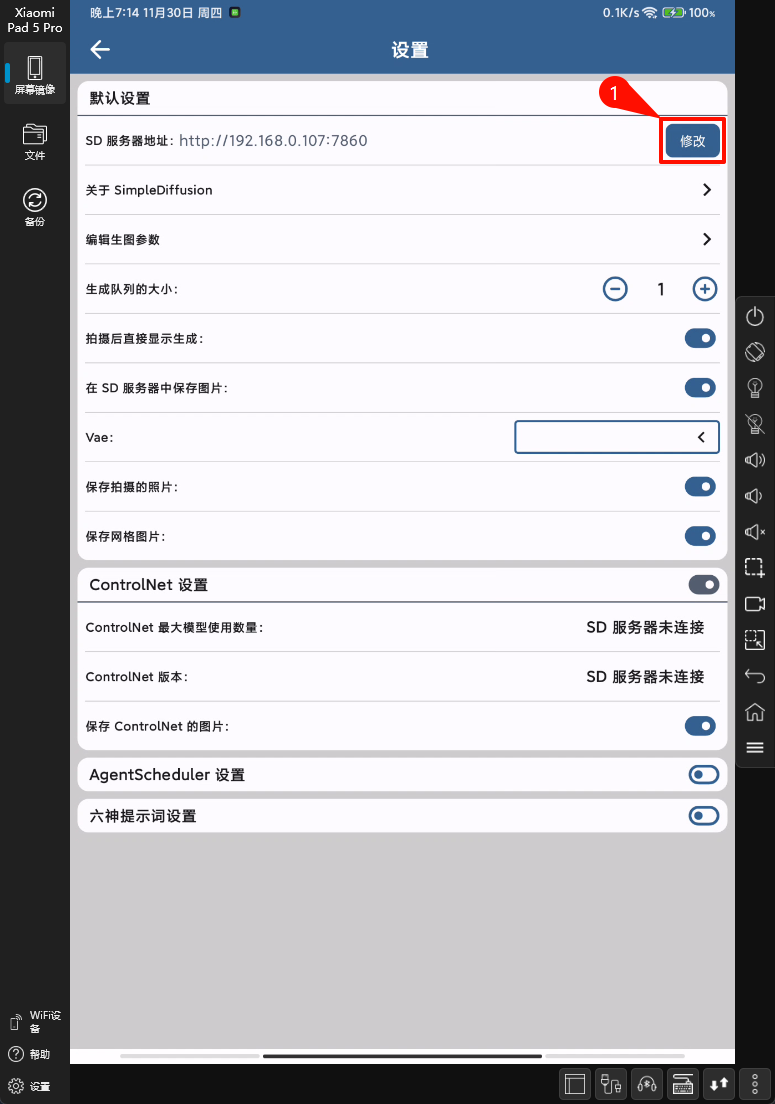 Xiaomi
Pad 5 Pro
屏幕镜像
文件
备份
晚上7:14 11月30日 周四
0.1K/s
100%
设置
1
默认设置
SD 服务器地址: http://192.168.0.107:7860
修改
关于 SimpleDiffusion
编辑生图参数
生成队列的大小:
1
拍摄后直接显示生成:
在 SD 服务器中保存图片:
Vae:
保存拍摄的照片:
保存网格图片:
ControlNet 设置
ControlNet 最大模型使用数量:
SD 服务器未连接
ControlNet 版本:
SD 服务器未连接
保存 ControlNet 的图片:
AgentScheduler 设置
六神提示词设置
WiFi设
备
帮助
设置